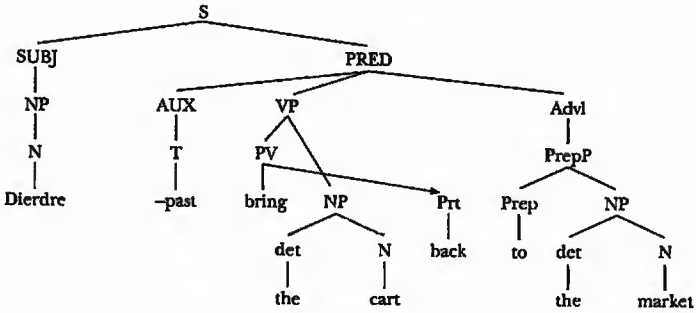 S
SUBJ PRED
NP AUX VP Advl
N T PV PrepP
Dierdre –past bring NP Prt Prep NP
det N back to det N
the cart the market